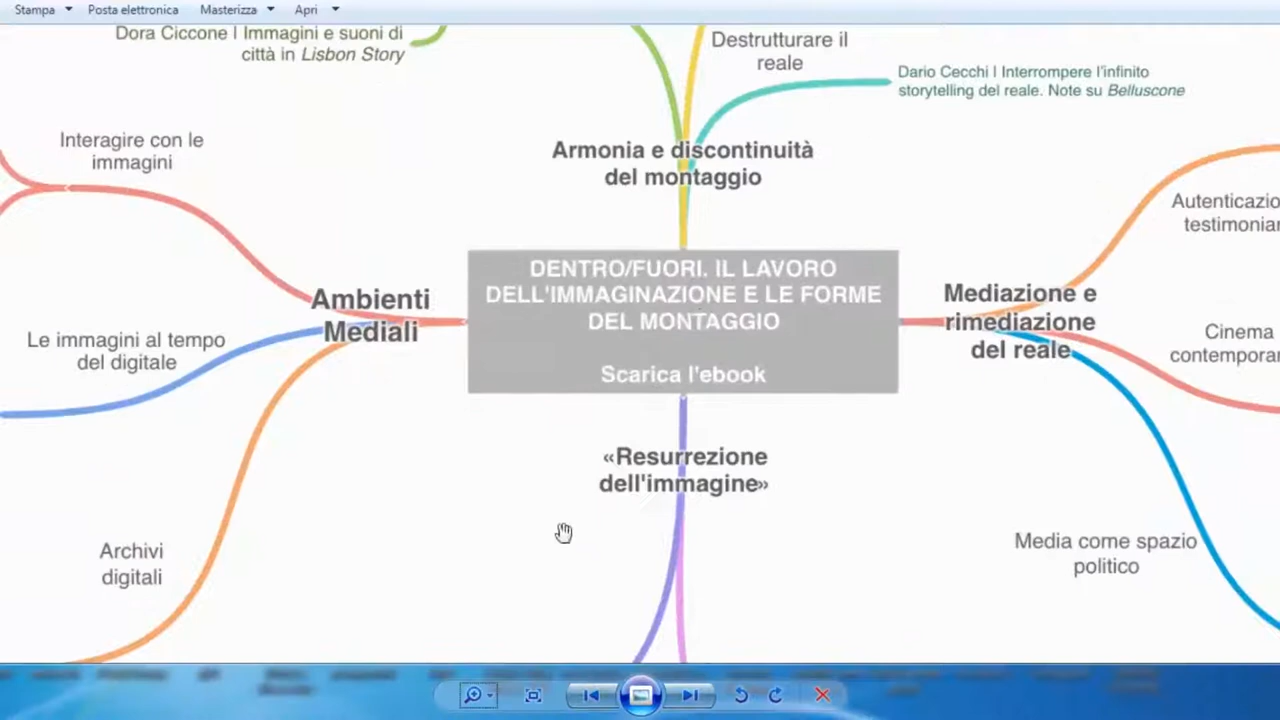 Stampa Posta elettronica Masterizza Apri
Dora Ciccone I Immagini e suoni di
città in Lisbon Story
Destrutturare il
reale
Dario Cecchi I Interrompere l'infinito
storytelling del reale. Note su Belluscone
Interagire con le
immagini
Armonia e discontinuità
del montaggio
Autenticazio
testimonian
DENTRO/FUORI. IL LAVORO
DELL'IMMAGINAZIONE E LE FORME
DEL MONTAGGIO
Scarica l'ebook
Ambienti
Mediali
Mediazione e
rimediazione
del reale
Le immagini al tempo
del digitale
Cinema
contemporan
«Resurrezione
dell'immagine»
Archivi
digitali
Media come spazio
politico